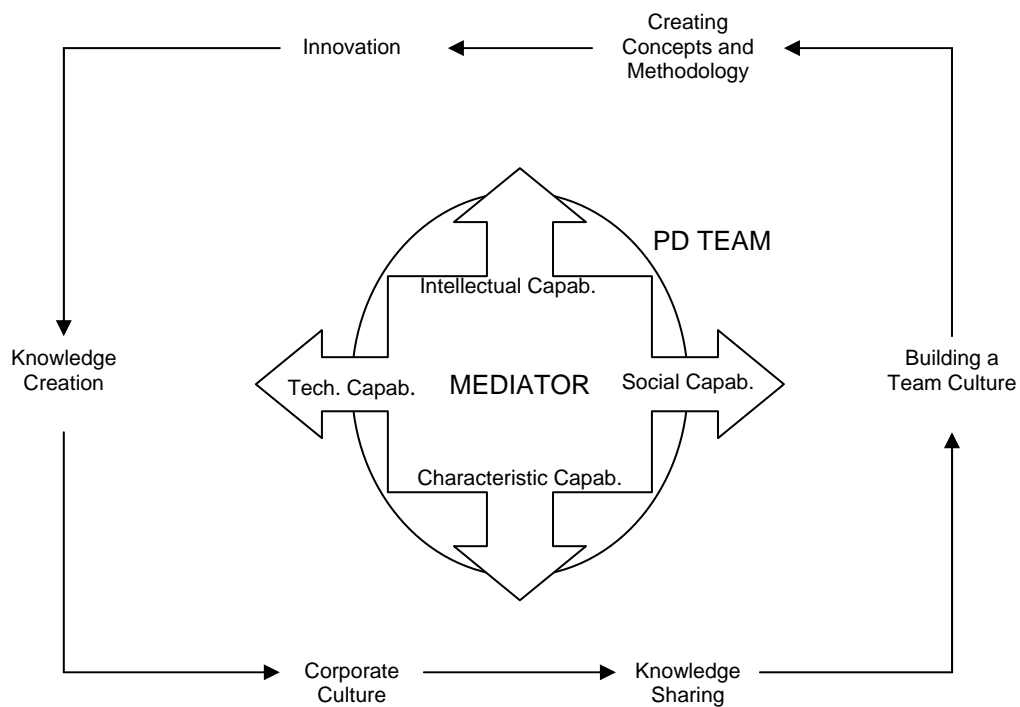 Creating
Concepts and
Methodology
Innovation
PD TEAM
Intellectual Capab.
Knowledge
Creation
Tech. Capab.
MEDIATOR
Social Capab.
Building a
Team Culture
Characteristic Capab.
Corporate
Culture
Knowledge
Sharing